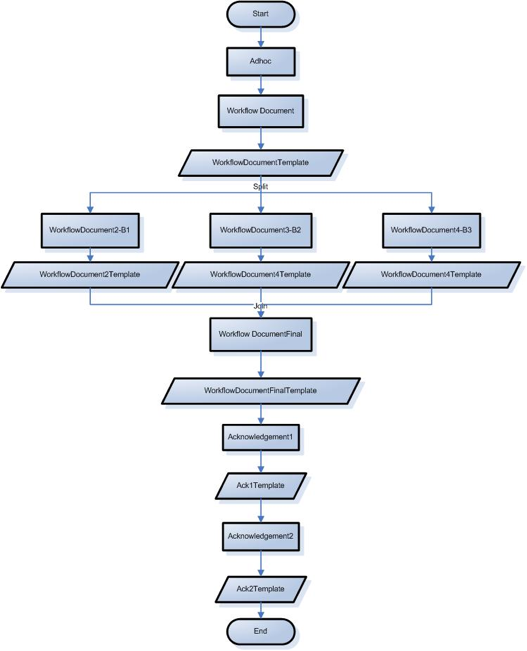 Start
Adhoc
Workflow Document
WorkflowDocumentTemplate
Split
WorkflowDocument2-B1
WorkflowDocument3-B2
WorkflowDocument4-B3
WorkflowDocument2Template
WorkflowDocument4Template
WorkflowDocument4Template
Join
Workflow DocumentFinal
WorkflowDocumentFinalTemplate
Acknowledgement1
Ack1Template
Acknowledgement2
Ack2Template
End